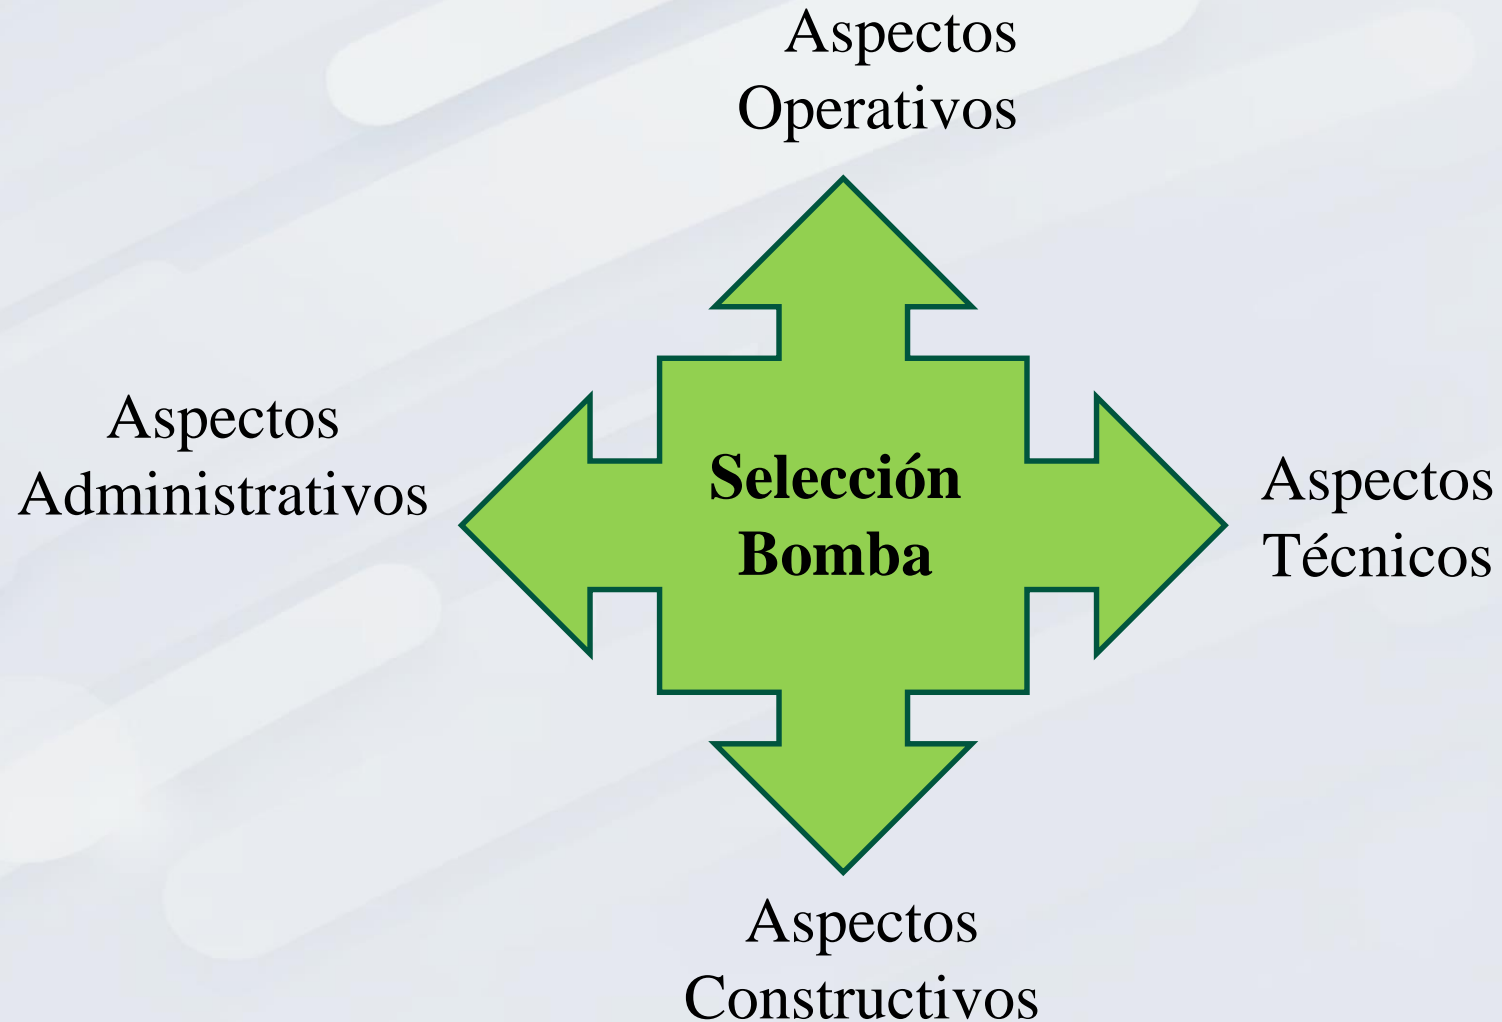 Aspectos
Operativos
Aspectos
Administrativos
Selección
Bomba
Aspectos
Técnicos
Aspectos
Constructivos